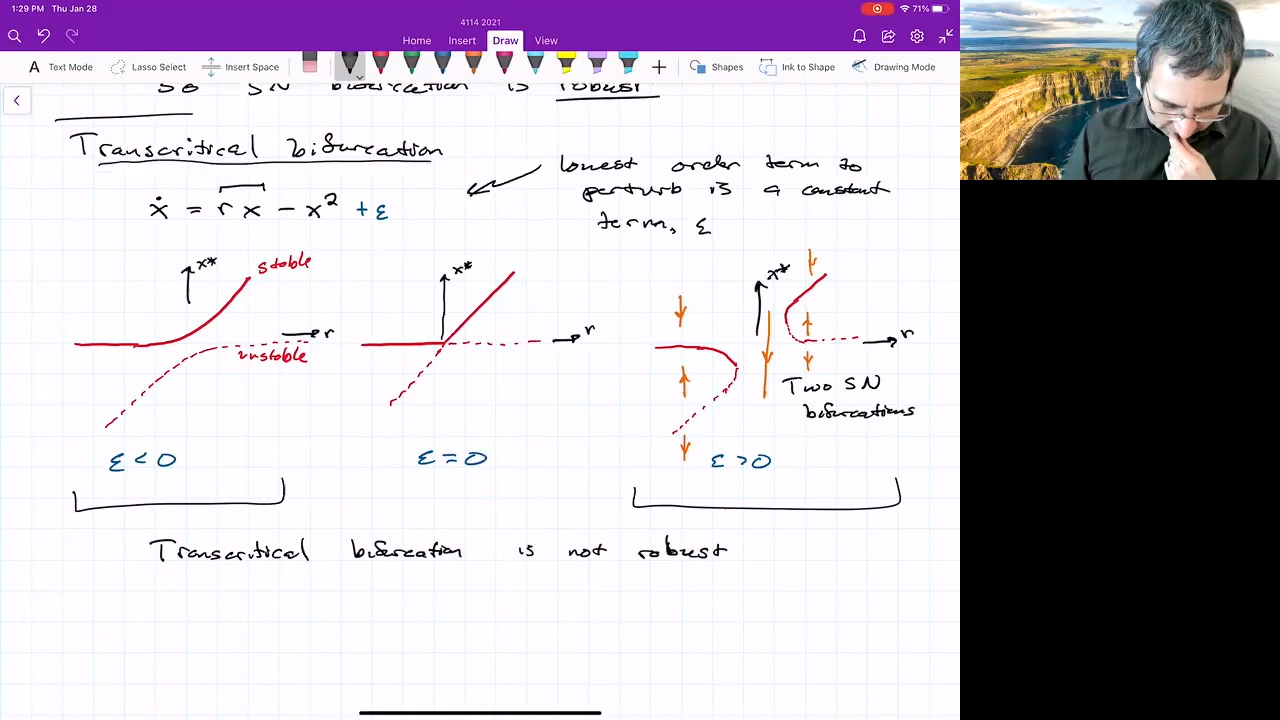 1:29 PM Thu Jan 28
71%
4114 2021
Home Insert Draw View
Text Mode Lasso Select Insert Space Shapes Ink to Shape Drawing Mode
So SN bifurcation is robust
Transcritical bifurcation
lowest order term to
perturb is a constant
term, ε
ẋ = r x − x² + ε
x* stable
r
unstable
x*
r
x*
r
Two SN
bifurcations
ε < 0
ε = 0
ε > 0
Transcritical bifurcation is not robust